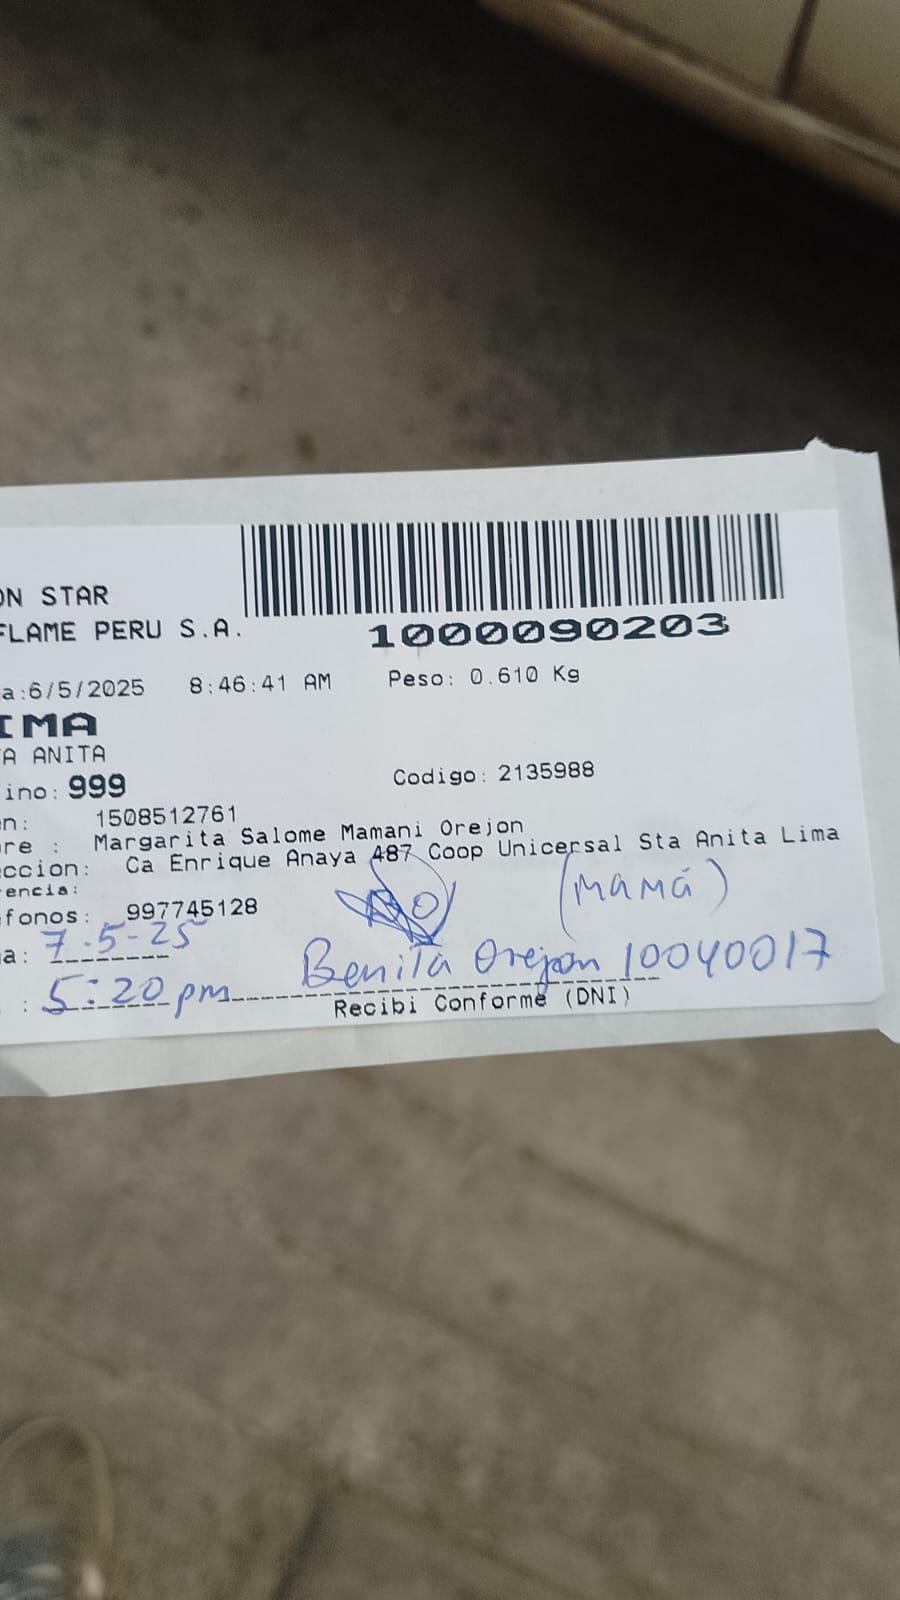 ON STAR
FLAME PERU S.A.
1000090203
a:6/5/2025 8:46:41 AM Peso: 0.610 Kg
IMA
A ANITA
ino: 999 Codigo: 2135988
n: 1508512761
re : Margarita Salome Mamani Orejon
ccion: Ca Enrique Anaya 487 Coop Unicersal Sta Anita Lima
encia:
(MAMÁ)
fonos: 997745128
a: 7-5-25
Benita Orejon 10040017
: 5:20 pm
Recibi Conforme (DNI)